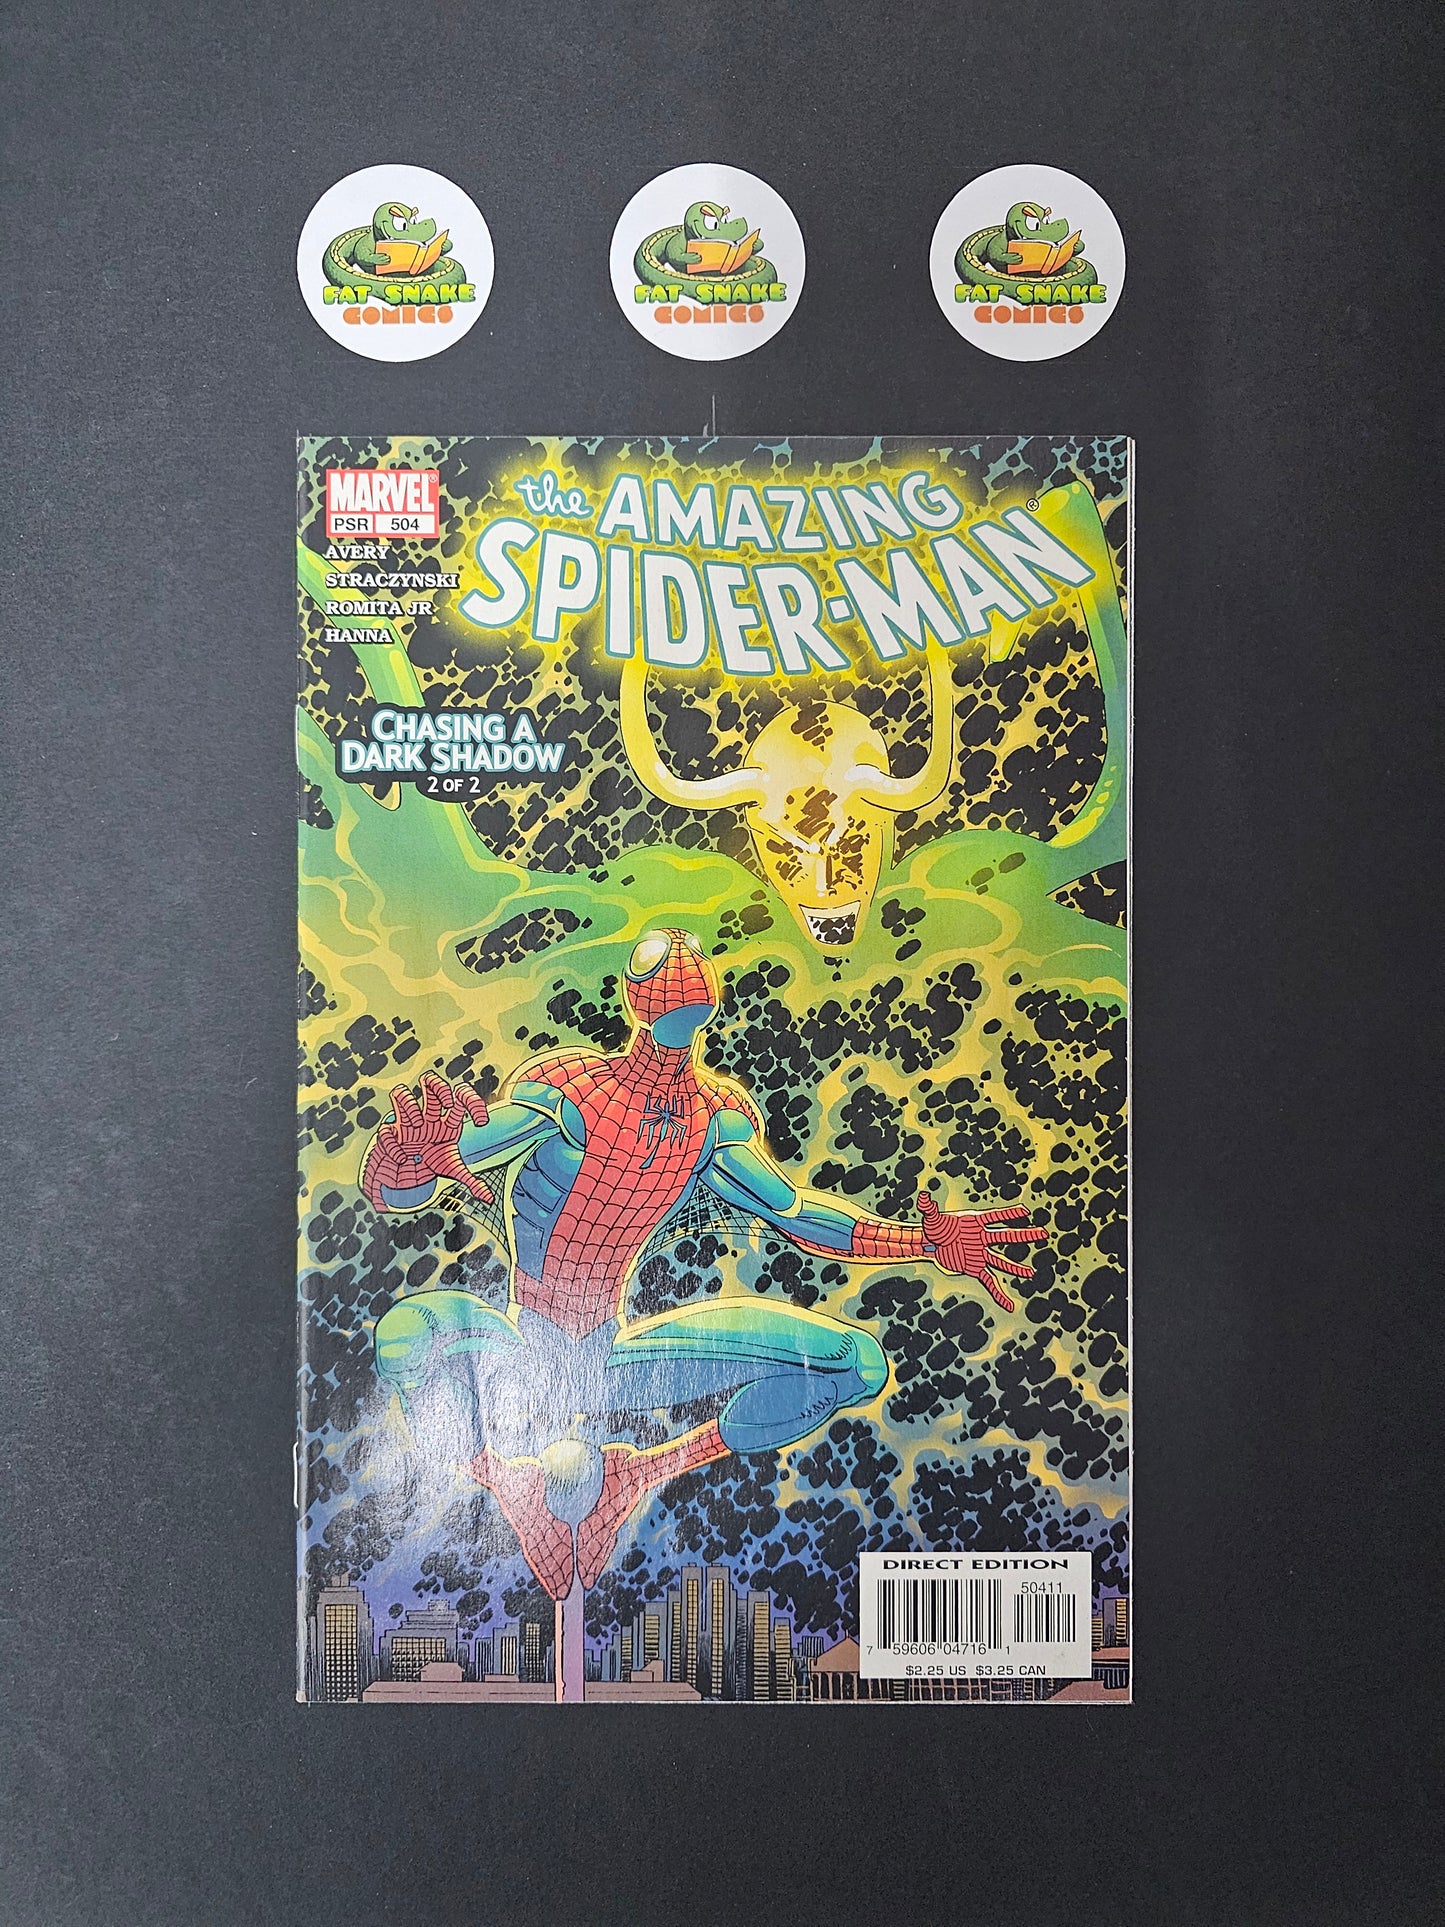 FAT SNAKE
COMICS
FAT SNAKE
COMICS
FAT SNAKE
COMICS
MARVEL®
PSR 504
AVERY
STRACZYNSKI
ROMITA JR
HANNA
the AMAZING
SPIDER-MAN®
CHASING A
DARK SHADOW
2 OF 2
DIRECT EDITION
50411
7 59606 04716 1
$2.25 US $3.25 CAN